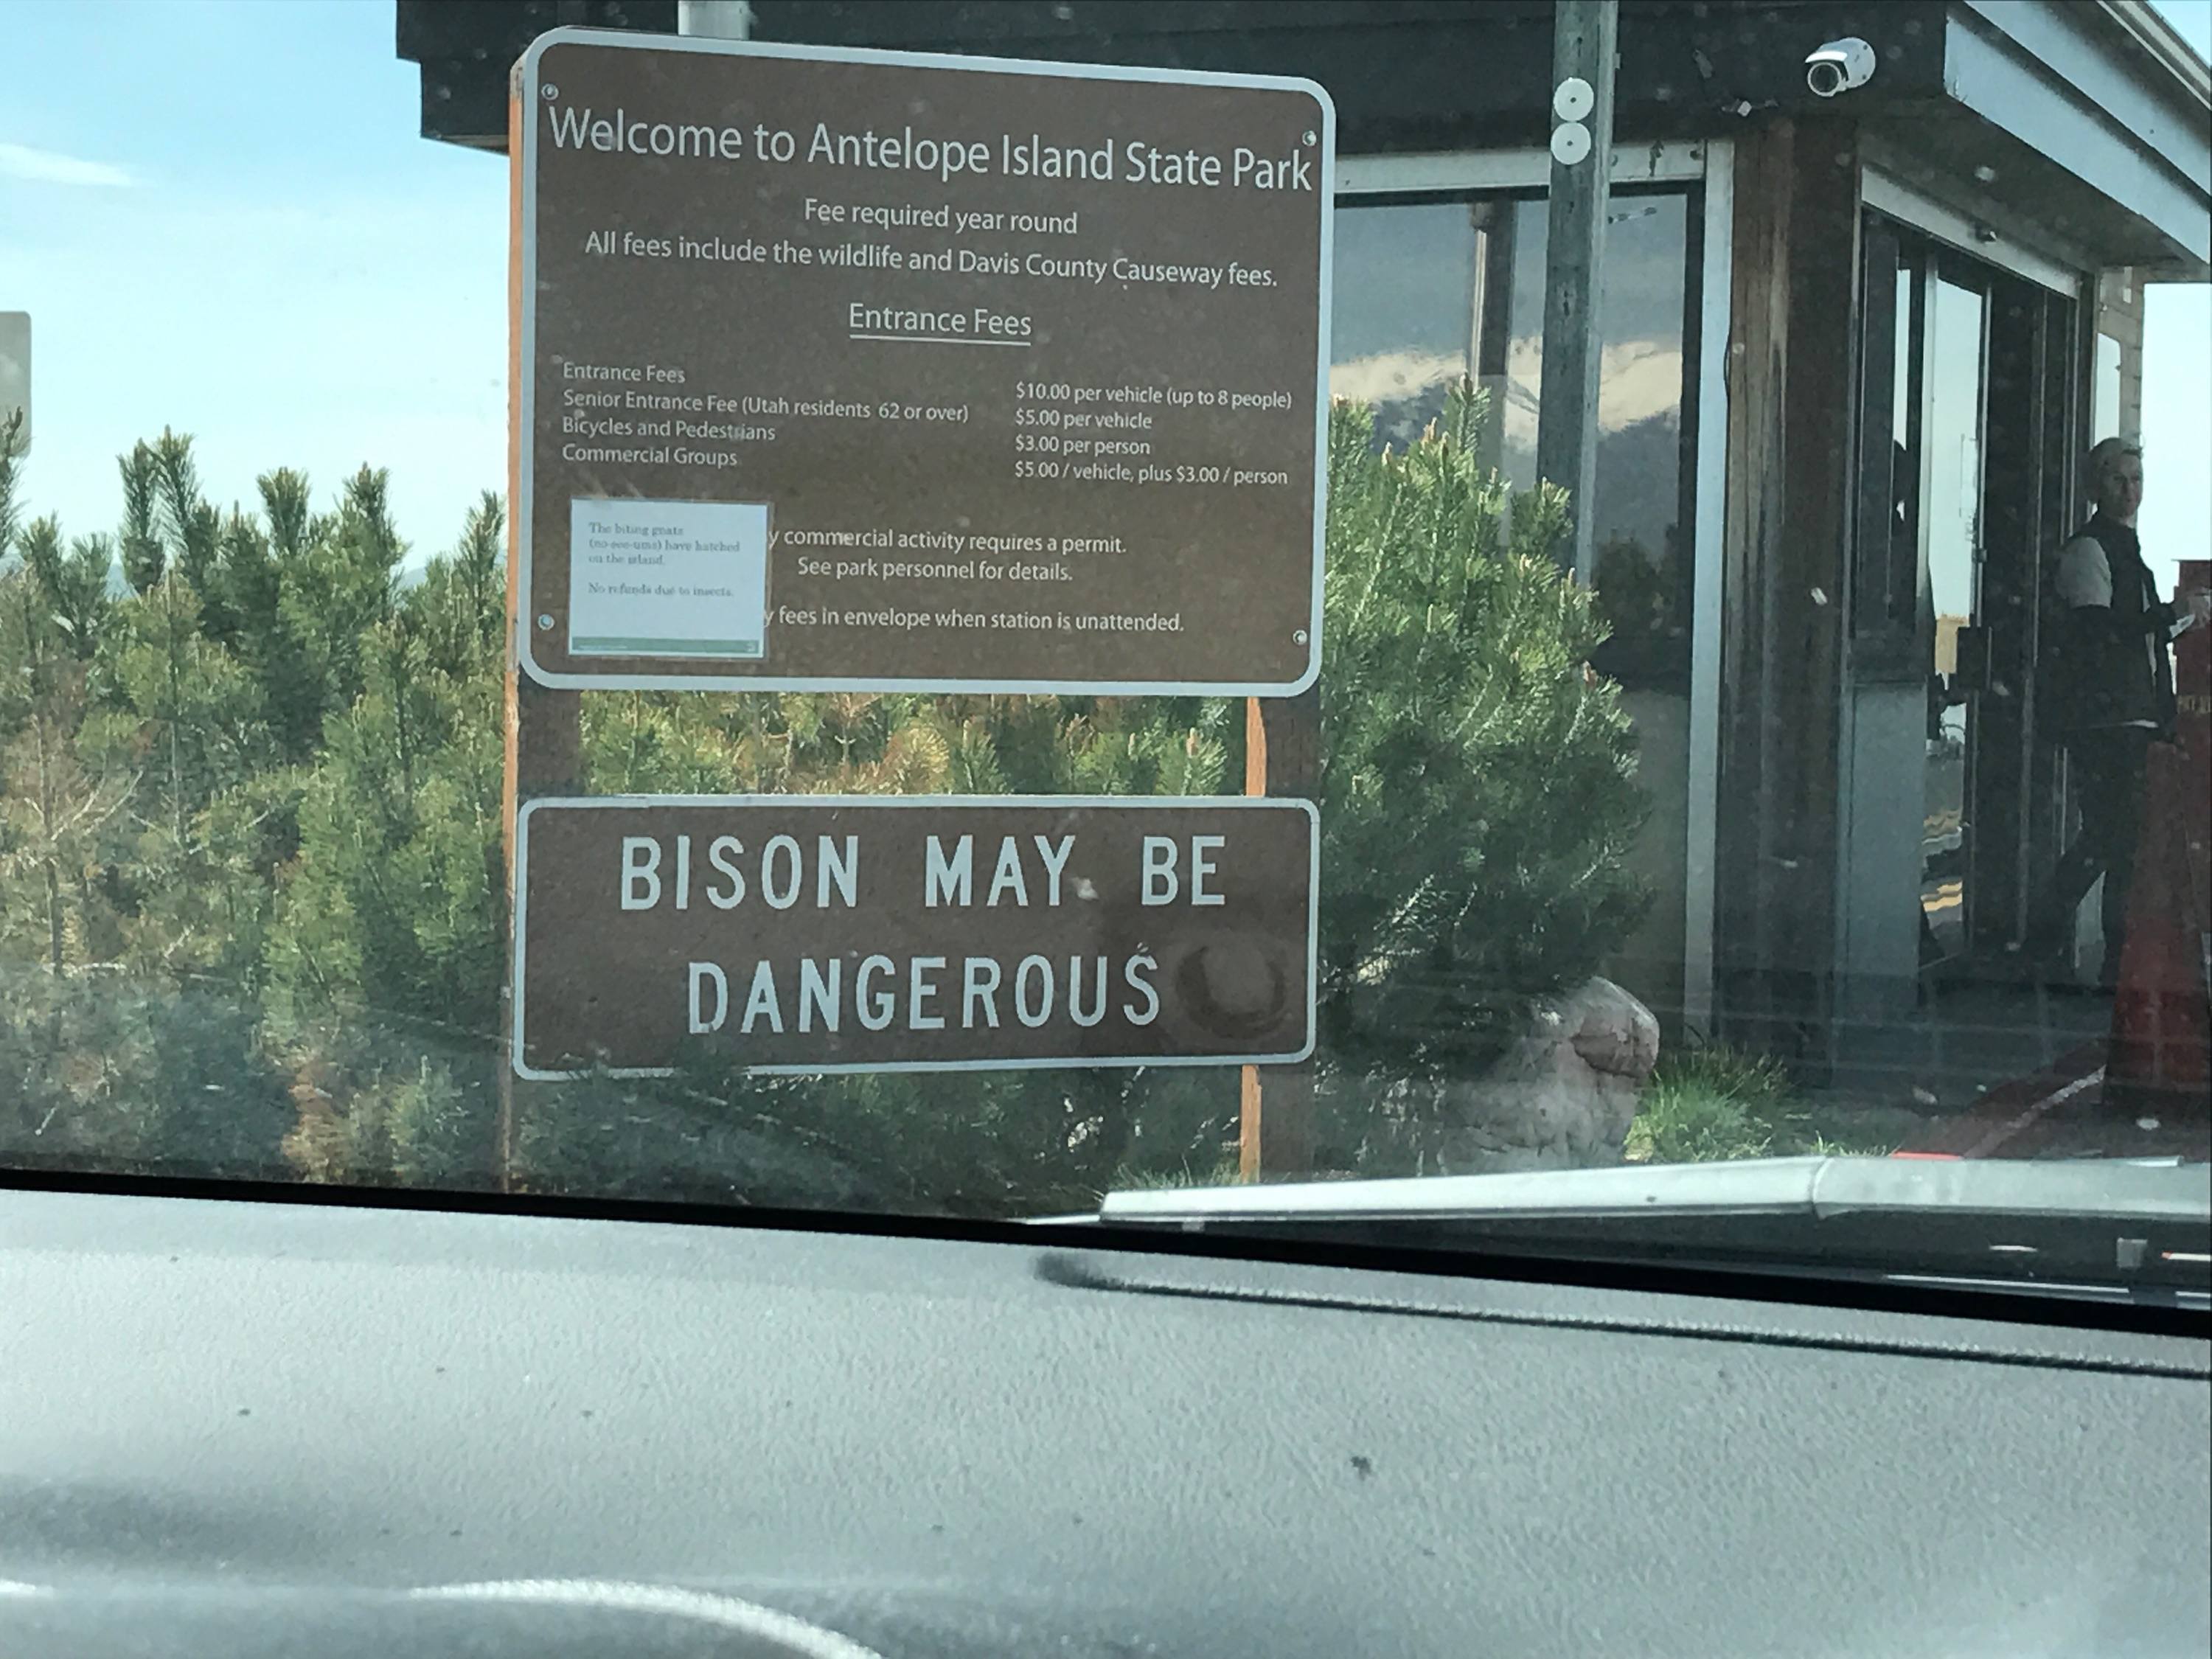 Welcome to Antelope Island State Park
Fee required year round
All fees include the wildlife and Davis County Causeway fees.
Entrance Fees
Entrance Fees $10.00 per vehicle (up to 8 people)
Senior Entrance Fee (Utah residents 62 or over) $5.00 per vehicle
Bicycles and Pedestrians $3.00 per person
Commercial Groups $5.00 / vehicle, plus $3.00 / person
The biting gnats
(no-see-ums) have hatched
on the island.
No refunds due to insects.
y commercial activity requires a permit.
See park personnel for details.
y fees in envelope when station is unattended.
BISON MAY BE
DANGEROUS